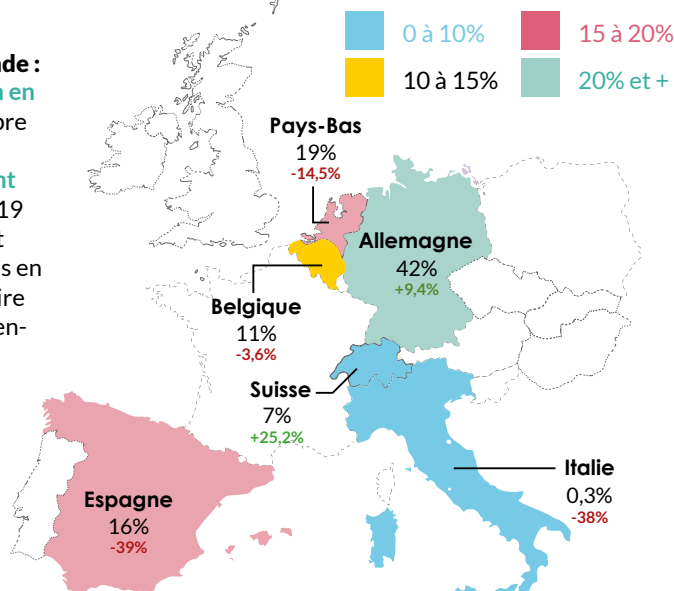 0 à 10%
15 à 20%
10 à 15%
20% et +
de :
en
bre
nt
19
t
s en
ire
en-
Pays-Bas
19%
-14,5%
Allemagne
42%
+9,4%
Belgique
11%
-3,6%
Suisse
7%
+25,2%
Italie
0,3%
-38%
Espagne
16%
-39%